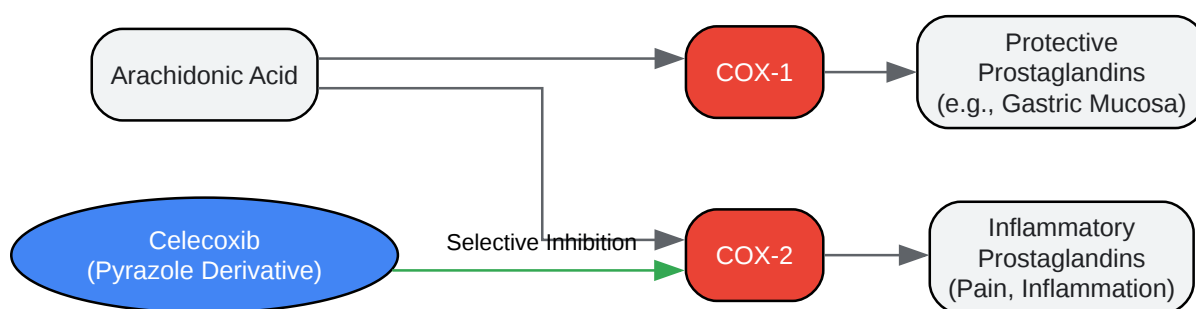 Arachidonic Acid
COX-1
Protective
Prostaglandins
(e.g., Gastric Mucosa)
Celecoxib
(Pyrazole Derivative)
Selective Inhibition
COX-2
Inflammatory
Prostaglandins
(Pain, Inflammation)